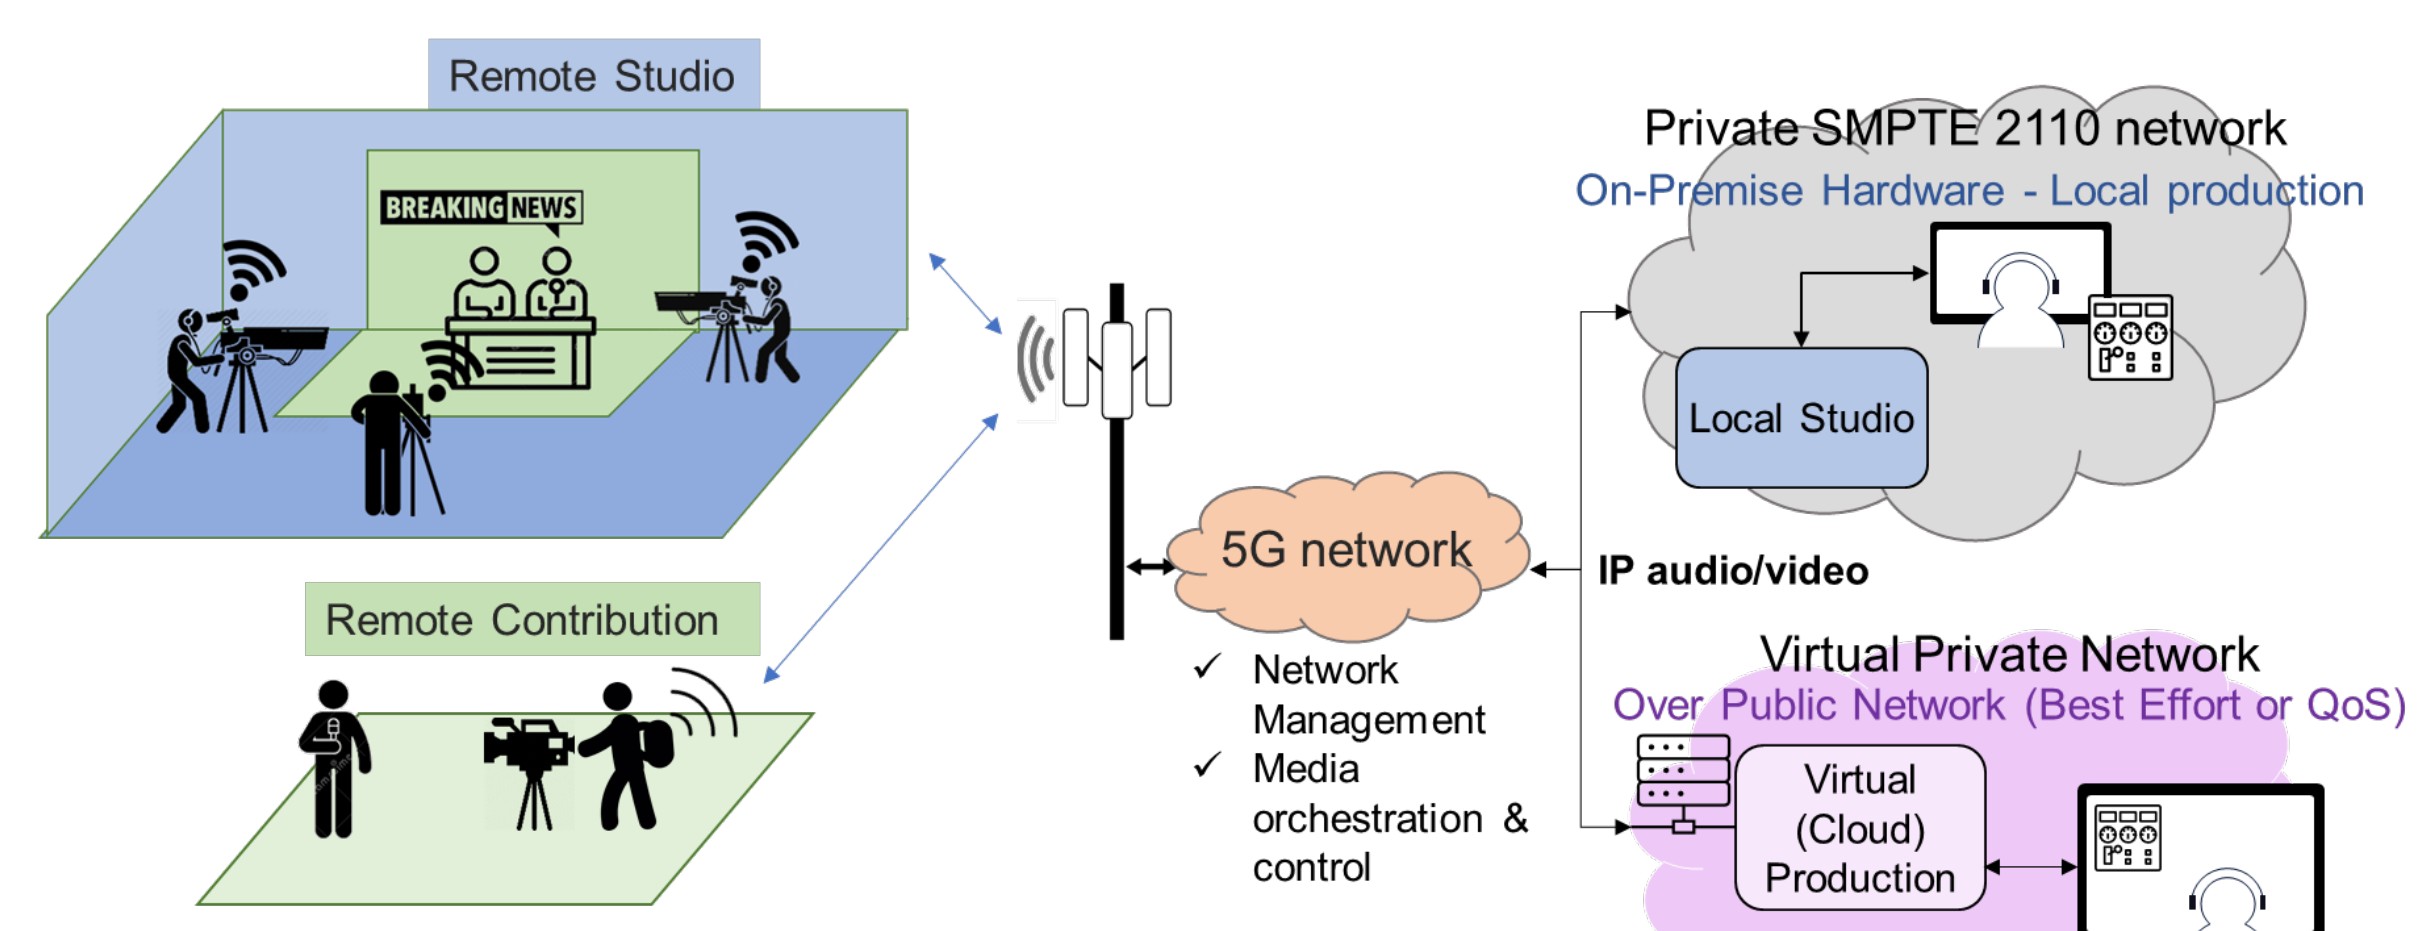 Remote Studio
BREAKING NEWS
Remote Contribution
5G network
✓ Network
Management
✓ Media
orchestration &
control
Private SMPTE 2110 network
On-Premise Hardware - Local production
Local Studio
IP audio/video
Virtual Private Network
Over Public Network (Best Effort or QoS)
Virtual
(Cloud)
Production